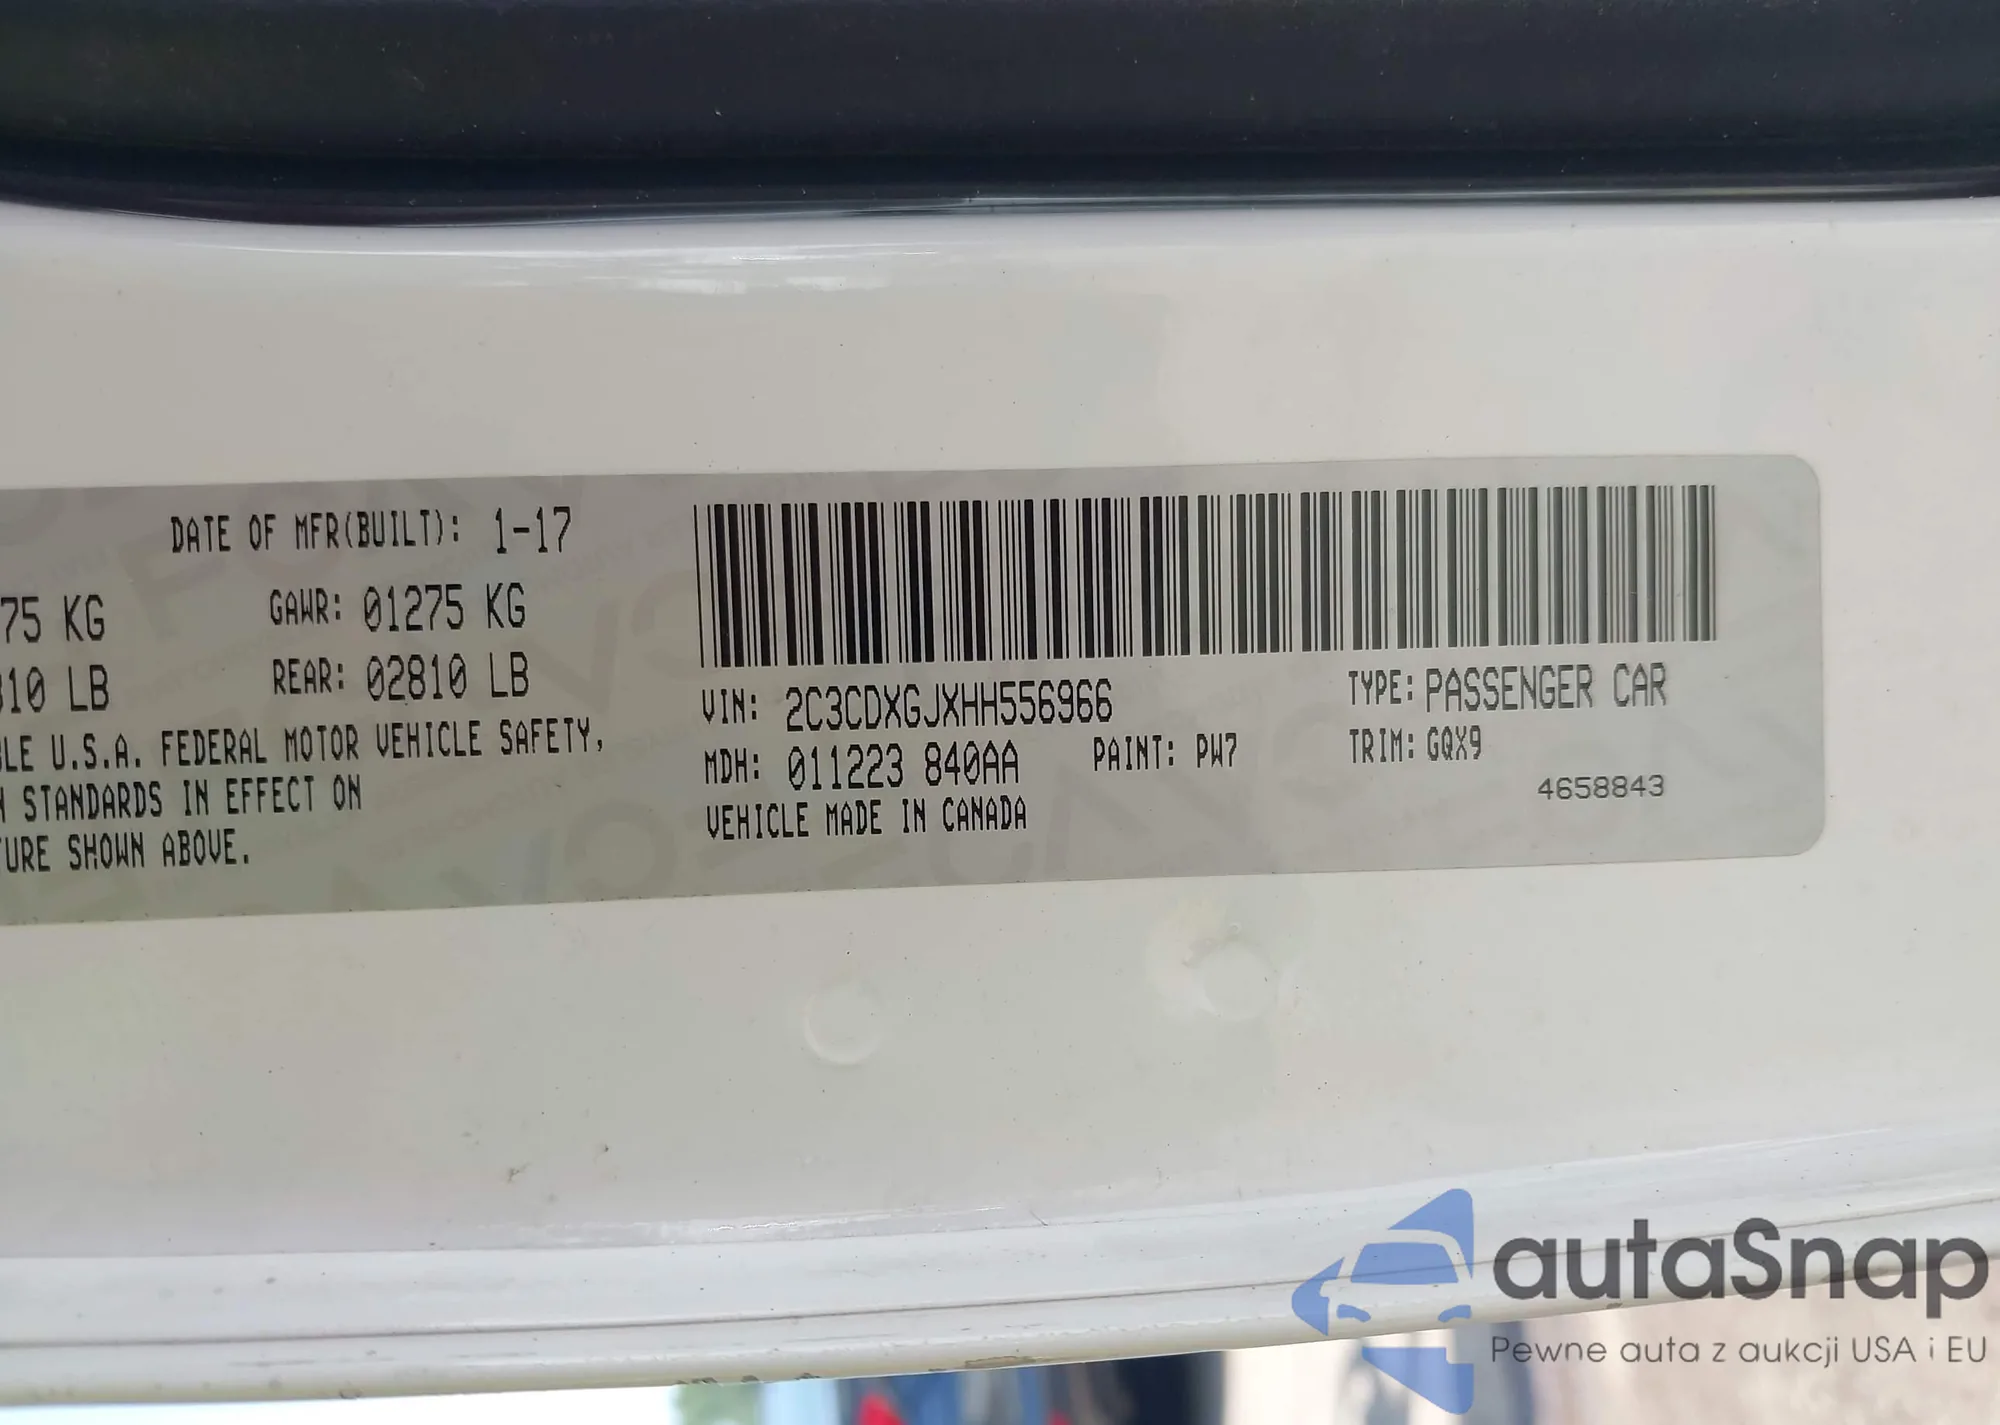 DATE OF MFR(BUILT): 1-17
75 KG GAWR: 01275 KG
810 LB REAR: 02810 LB
LE U.S.A. FEDERAL MOTOR VEHICLE SAFETY,
STANDARDS IN EFFECT ON
TURE SHOWN ABOVE.
VIN: 2C3CDXGJXHH556966
TYPE: PASSENGER CAR
MDH: 011223 840AA PAINT: PW7 TRIM: GQX9
VEHICLE MADE IN CANADA
4658843
autaSnap
Pewne auta z aukcji USA i EU